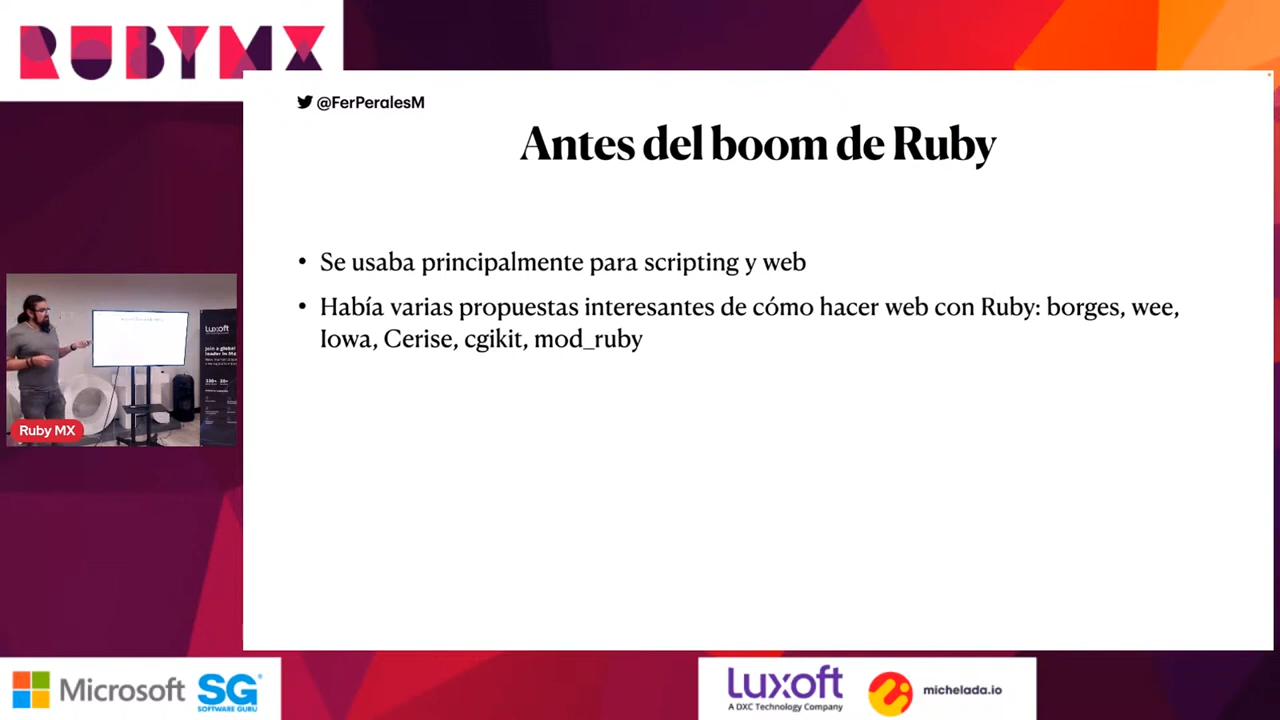 RUBYMX
@FerPeralesM
Antes del boom de Ruby
• Se usaba principalmente para scripting y web
• Había varias propuestas interesantes de cómo hacer web con Ruby: borges, wee,
Iowa, Cerise, cgikit, mod_ruby
Luxoft
Ruby MX
Microsoft
SG
SOFTWARE GURU
Luxoft
A DXC Technology Company
michelada.io